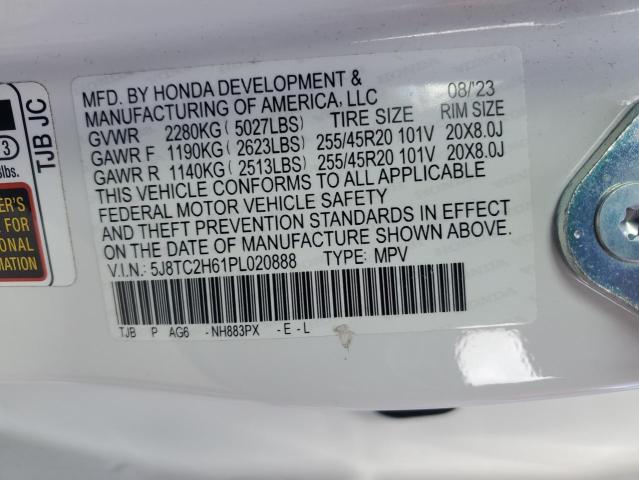 MFD. BY HONDA DEVELOPMENT &
MANUFACTURING OF AMERICA, LLC 08/'23
GVWR 2280KG(5027LBS) TIRE SIZE RIM SIZE
GAWR F 1190KG(2623LBS) 255/45R20 101V 20X8.0J
GAWR R 1140KG(2513LBS) 255/45R20 101V 20X8.0J
THIS VEHICLE CONFORMS TO ALL APPLICABLE
FEDERAL MOTOR VEHICLE SAFETY
AND THEFT PREVENTION STANDARDS IN EFFECT
ON THE DATE OF MANUFACTURE SHOWN ABOVE.
V.I.N.: 5J8TC2H61PL020888 TYPE: MPV
TJB P AG6 -NH883PX -E-L
TJB JC
3
lbs.
FOR